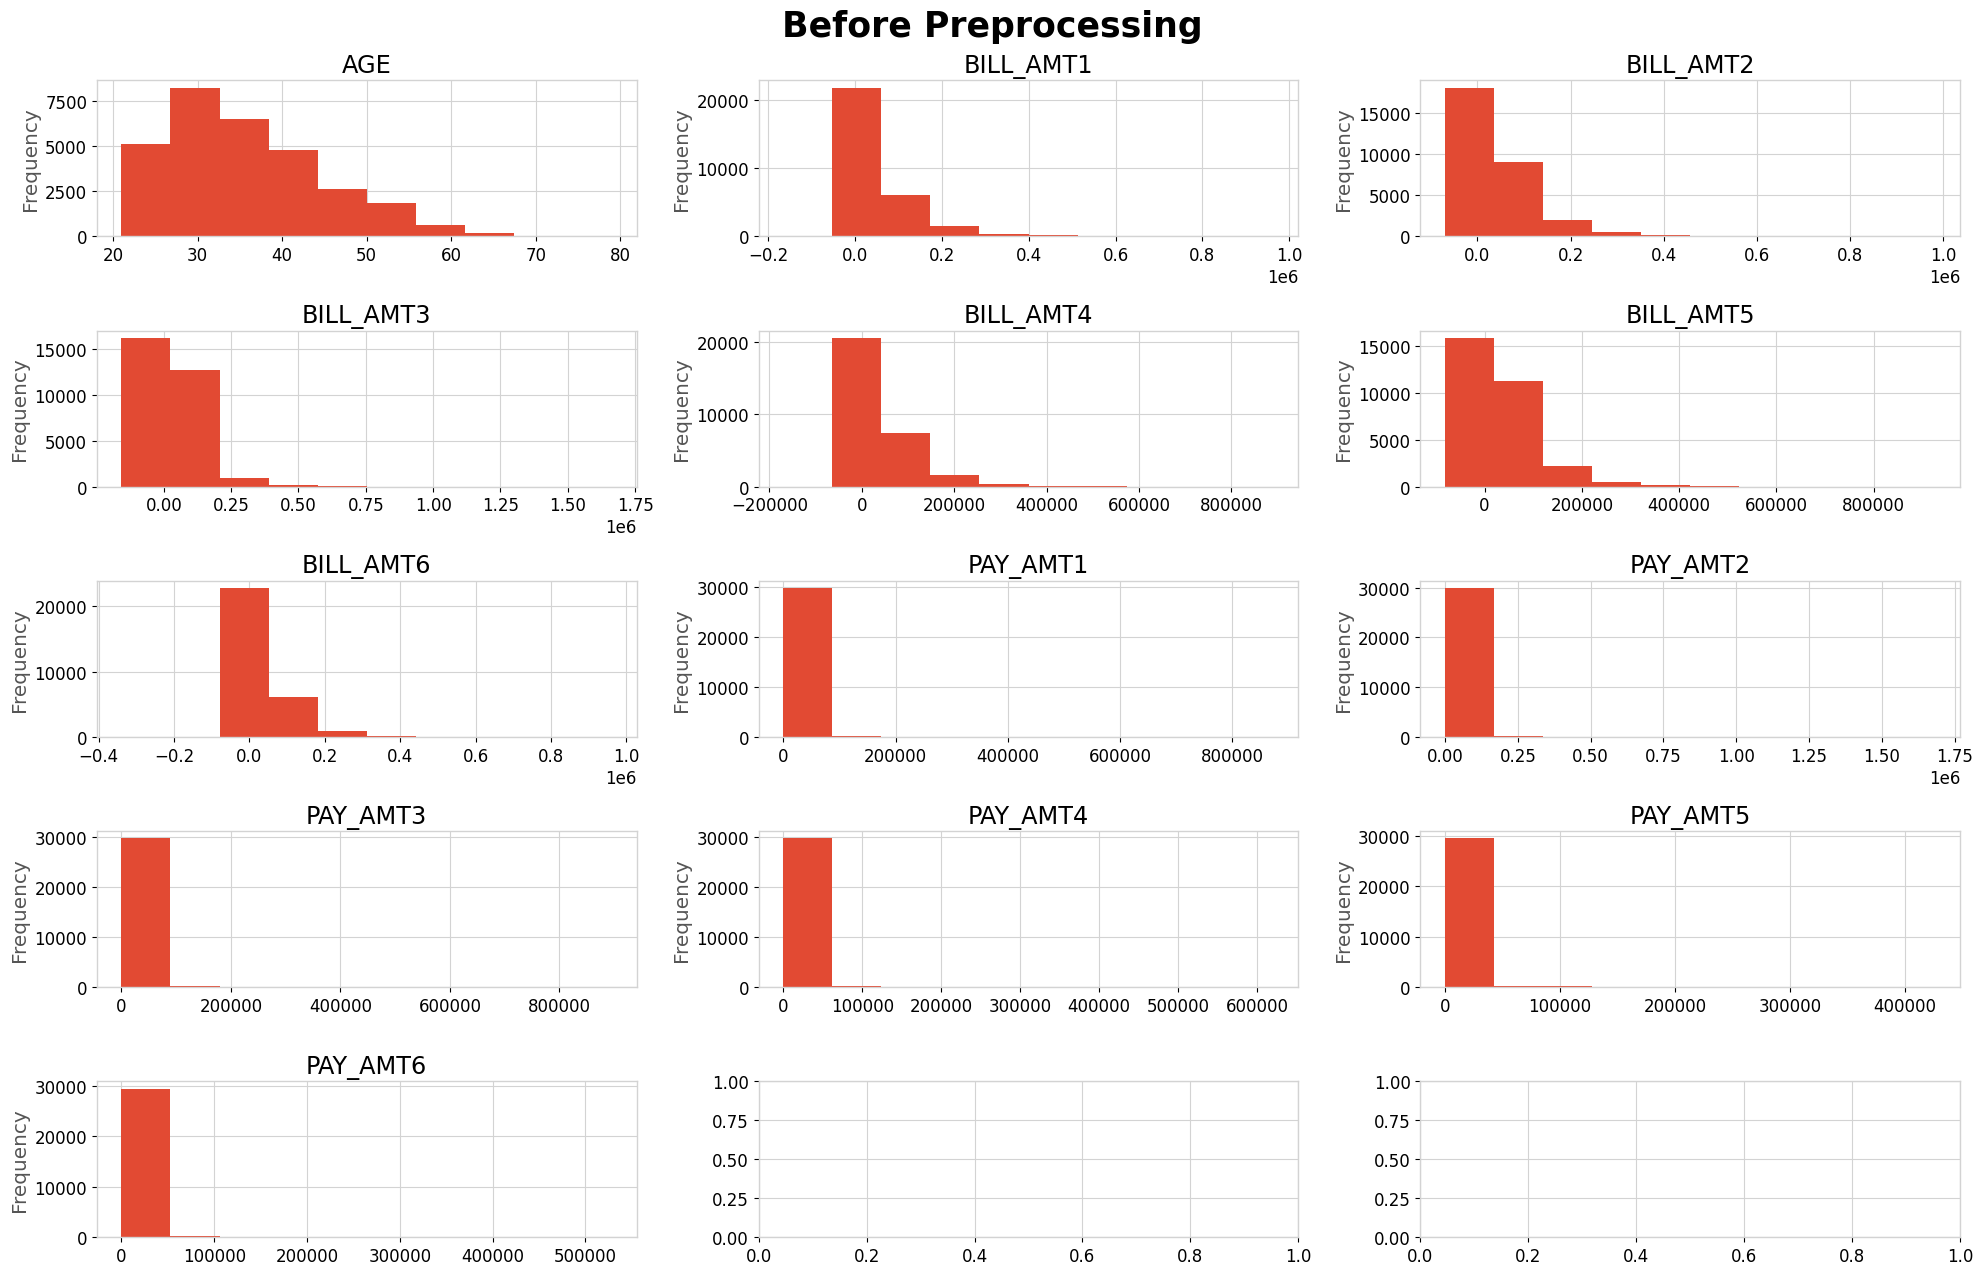 Before Preprocessing
AGE
Frequency
7500
5000
2500
0
20 30 40 50 60 70 80
BILL_AMT1
Frequency
20000
10000
0
−0.2 0.0 0.2 0.4 0.6 0.8 1.0
1e6
BILL_AMT2
Frequency
15000
10000
5000
0
0.0 0.2 0.4 0.6 0.8 1.0
1e6
BILL_AMT3
Frequency
15000
10000
5000
0
0.00 0.25 0.50 0.75 1.00 1.25 1.50 1.75
1e6
BILL_AMT4
Frequency
20000
10000
0
−200000 0 200000 400000 600000 800000
BILL_AMT5
Frequency
15000
10000
5000
0
0 200000 400000 600000 800000
BILL_AMT6
Frequency
20000
10000
0
−0.4 −0.2 0.0 0.2 0.4 0.6 0.8 1.0
1e6
PAY_AMT1
Frequency
30000
20000
10000
0
0 200000 400000 600000 800000
PAY_AMT2
Frequency
30000
20000
10000
0
0.00 0.25 0.50 0.75 1.00 1.25 1.50 1.75
1e6
PAY_AMT3
Frequency
30000
20000
10000
0
0 200000 400000 600000 800000
PAY_AMT4
Frequency
30000
20000
10000
0
0 100000 200000 300000 400000 500000 600000
PAY_AMT5
Frequency
30000
20000
10000
0
0 100000 200000 300000 400000
PAY_AMT6
Frequency
30000
20000
10000
0
0 100000 200000 300000 400000 500000
1.00
0.75
0.50
0.25
0.00
0.0 0.2 0.4 0.6 0.8 1.0
1.00
0.75
0.50
0.25
0.00
0.0 0.2 0.4 0.6 0.8 1.0